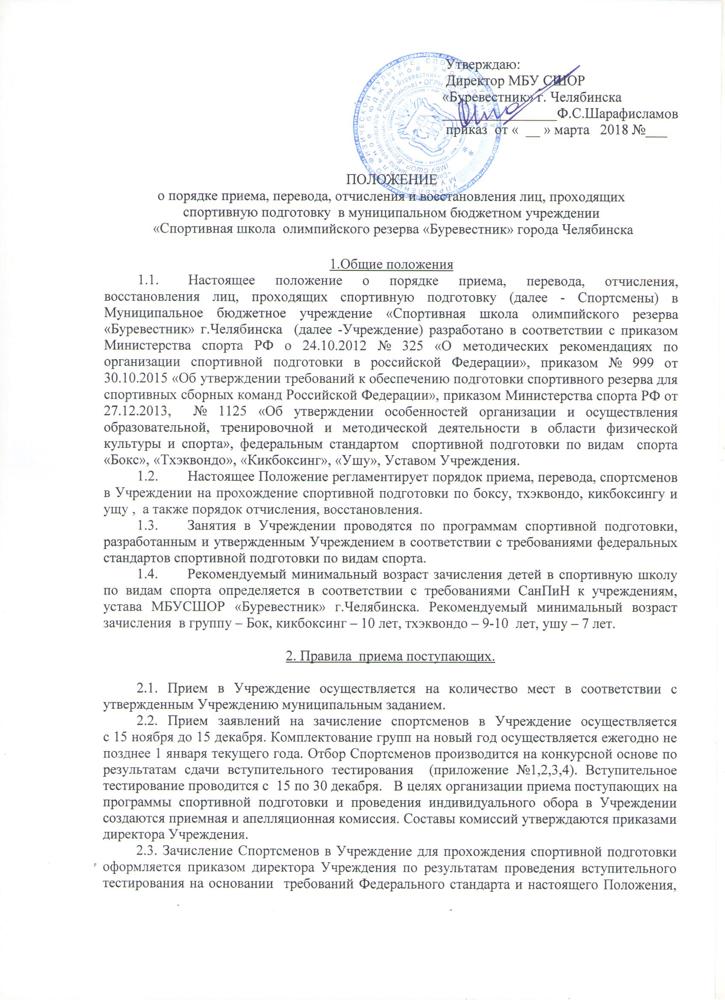 Утверждаю:
Директор МБУ СШОР
«Буревестник» г. Челябинска
________________Ф.С.Шарафисламов
приказ от « __ » марта 2018 №___
ПОЛОЖЕНИЕ
о порядке приема, перевода, отчисления и восстановления лиц, проходящих
спортивную подготовку в муниципальном бюджетном учреждении
«Спортивная школа олимпийского резерва «Буревестник» города Челябинска
1.Общие положения
1.1. Настоящее положение о порядке приема, перевода, отчисления,
восстановления лиц, проходящих спортивную подготовку (далее - Спортсмены) в
Муниципальное бюджетное учреждение «Спортивная школа олимпийского резерва
«Буревестник» г.Челябинска (далее -Учреждение) разработано в соответствии с приказом
Министерства спорта РФ о 24.10.2012 № 325 «О методических рекомендациях по
организации спортивной подготовки в российской Федерации», приказом № 999 от
30.10.2015 «Об утверждении требований к обеспечению подготовки спортивного резерва для
спортивных сборных команд Российской Федерации», приказом Министерства спорта РФ от
27.12.2013, № 1125 «Об утверждении особенностей организации и осуществления
образовательной, тренировочной и методической деятельности в области физической
культуры и спорта», федеральным стандартом спортивной подготовки по видам спорта
«Бокс», «Тхэквондо», «Кикбоксинг», «Ушу», Уставом Учреждения.
1.2. Настоящее Положение регламентирует порядок приема, перевода, спортсменов
в Учреждении на прохождение спортивной подготовки по боксу, тхэквондо, кикбоксингу и
ущу , а также порядок отчисления, восстановления.
1.3. Занятия в Учреждении проводятся по программам спортивной подготовки,
разработанным и утвержденным Учреждением в соответствии с требованиями федеральных
стандартов спортивной подготовки по видам спорта.
1.4. Рекомендуемый минимальный возраст зачисления детей в спортивную школу
по видам спорта определяется в соответствии с требованиями СанПиН к учреждениям,
устава МБУСШОР «Буревестник» г.Челябинска. Рекомендуемый минимальный возраст
зачисления в группу – Бок, кикбоксинг – 10 лет, тхэквондо – 9-10 лет, ушу – 7 лет.
2. Правила приема поступающих.
2.1. Прием в Учреждение осуществляется на количество мест в соответствии с
утвержденным Учреждению муниципальным заданием.
2.2. Прием заявлений на зачисление спортсменов в Учреждение осуществляется
с 15 ноября до 15 декабря. Комплектование групп на новый год осуществляется ежегодно не
позднее 1 января текущего года. Отбор Спортсменов производится на конкурсной основе по
результатам сдачи вступительного тестирования (приложение №1,2,3,4). Вступительное
тестирование проводится с 15 по 30 декабря. В целях организации приема поступающих на
программы спортивной подготовки и проведения индивидуального обора в Учреждении
создаются приемная и апелляционная комиссия. Составы комиссий утверждаются приказами
директора Учреждения.
2.3. Зачисление Спортсменов в Учреждение для прохождения спортивной подготовки
оформляется приказом директора Учреждения по результатам проведения вступительного
тестирования на основании требований Федерального стандарта и настоящего Положения,